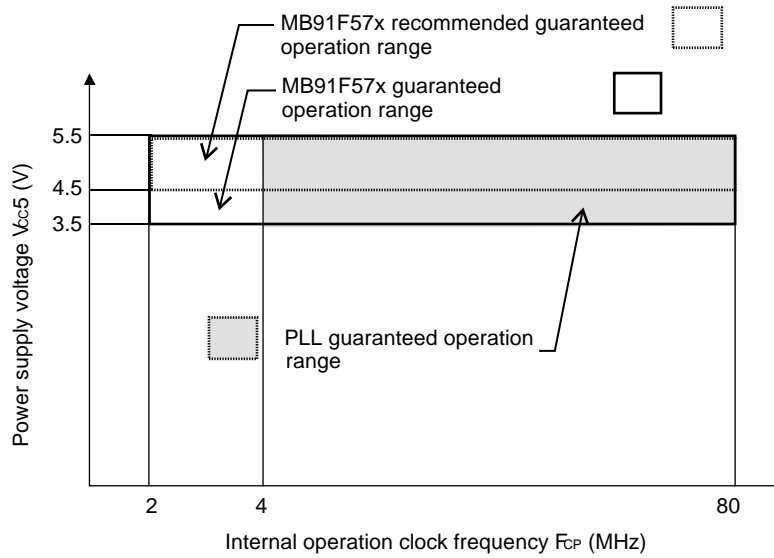 MB91F57x recommended guaranteed
operation range
MB91F57x guaranteed
operation range
5.5
4.5
3.5
Power supply voltage Vcc5 (V)
PLL guaranteed operation
range
2
4
80
Internal operation clock frequency FCP (MHz)